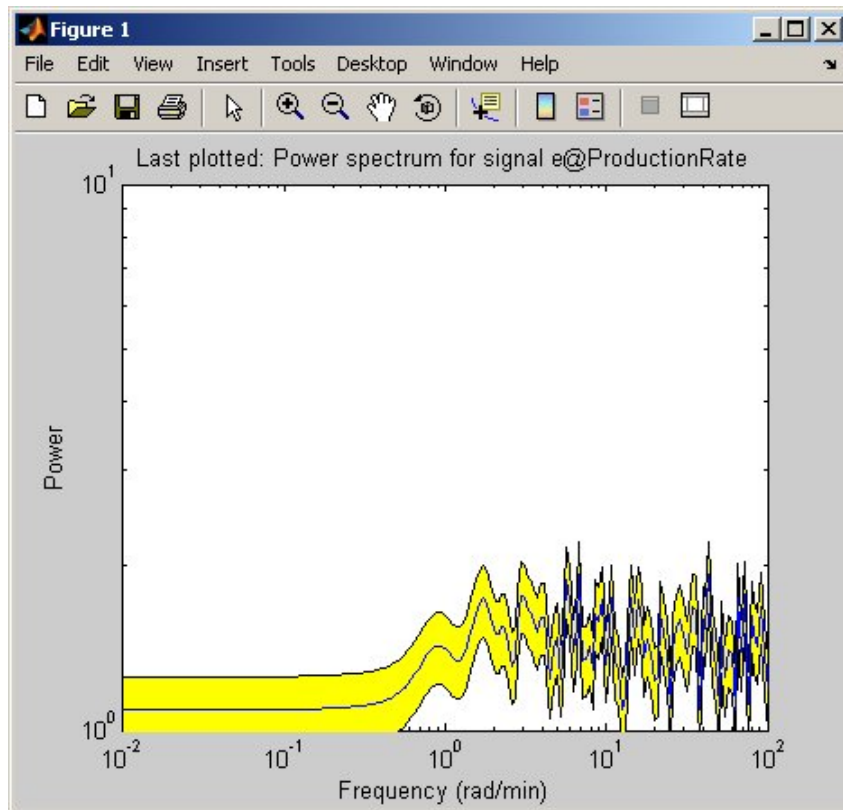 Figure 1
File Edit View Insert Tools Desktop Window Help
Last plotted: Power spectrum for signal e@ProductionRate
10^1
Power
10^0
10^-2 10^-1 10^0 10^1 10^2
Frequency (rad/min)